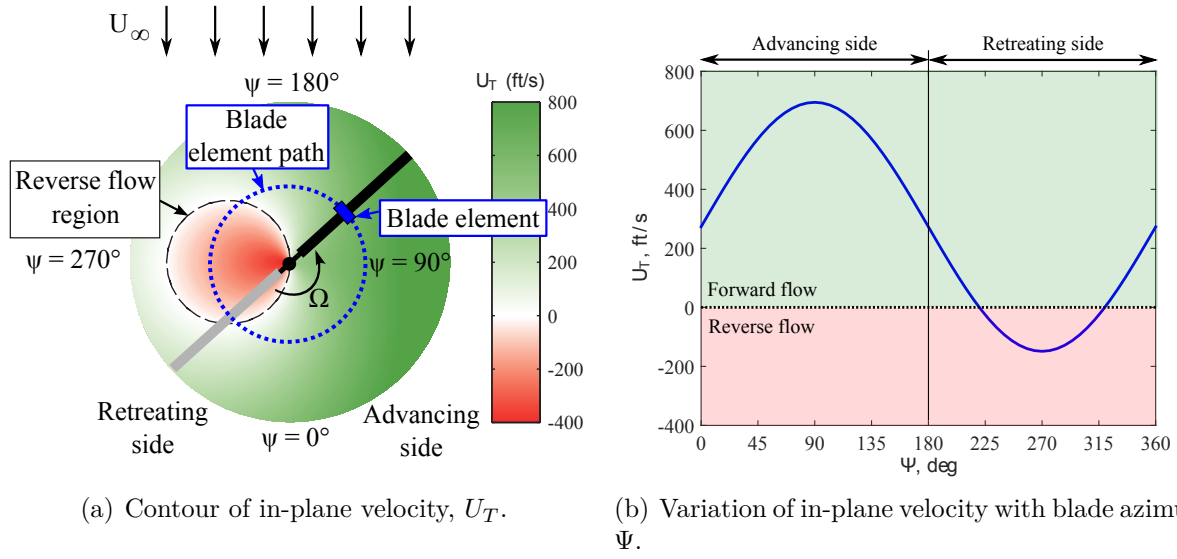 U∞
ψ = 180°
Blade
element path
Reverse flow
region
Blade element
ψ = 270°
ψ = 90°
Ω
Retreating
side
Advancing
side
ψ = 0°
U_T (ft/s)
800
600
400
200
0
-200
-400
(a) Contour of in-plane velocity, U_T.
Advancing side
Retreating side
800
600
400
200
0
-200
-400
U_T, ft/s
Forward flow
Reverse flow
0 45 90 135 180 225 270 315 360
Ψ, deg
(b) Variation of in-plane velocity with blade azimu
Ψ.